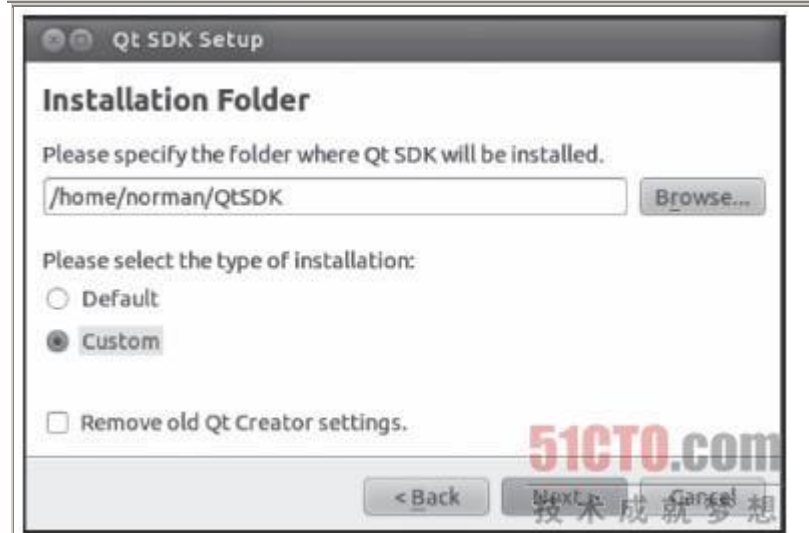 Qt SDK Setup
Installation Folder
Please specify the folder where Qt SDK will be installed.
/home/norman/QtSDK
Browse...
Please select the type of installation:
Default
Custom
Remove old Qt Creator settings.
51CTO.com
< Back
Next >
Cancel
技术成就梦想